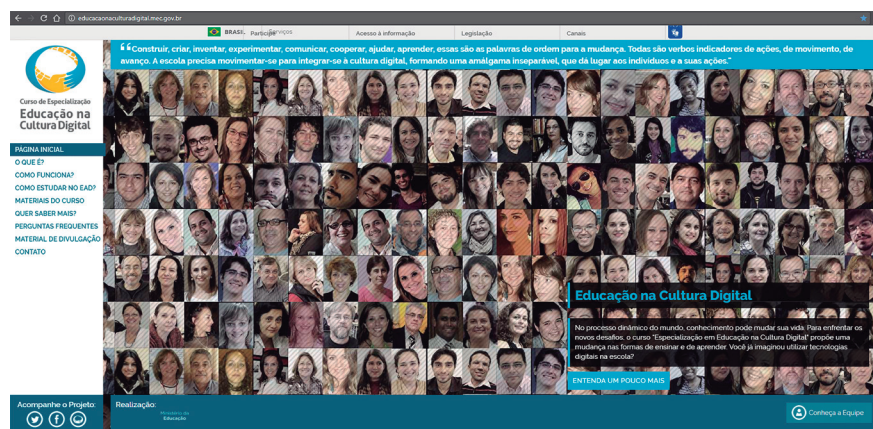 educacaonaculturadigital.mec.gov.br
BRASIL
Participe
Serviços
Acesso à informação
Legislação
Canais
Curso de Especialização
Educação na
Cultura Digital
PÁGINA INICIAL
O QUE É?
COMO FUNCIONA?
COMO ESTUDAR NO EAD?
MATERIAIS DO CURSO
QUER SABER MAIS?
PERGUNTAS FREQUENTES
MATERIAL DE DIVULGAÇÃO
CONTATO
“Construir, criar, inventar, experimentar, comunicar, cooperar, ajudar, aprender, essas são as palavras de ordem para a mudança. Todas são verbos indicadores de ações, de movimento, de
avanço. A escola precisa movimentar-se para integrar-se à cultura digital, formando uma amálgama inseparável, que dá lugar aos indivíduos e a suas ações."
Educação na Cultura Digital
No processo dinâmico do mundo, conhecimento pode mudar sua vida. Para enfrentar os
novos desafios, o curso "Especialização em Educação na Cultura Digital" propõe uma
mudança nas formas de ensinar e de aprender. Você já imaginou utilizar tecnologias
digitais na escola?
ENTENDA UM POUCO MAIS
Acompanhe o Projeto:
Realização:
Ministério da
Educação
Conheça a Equipe